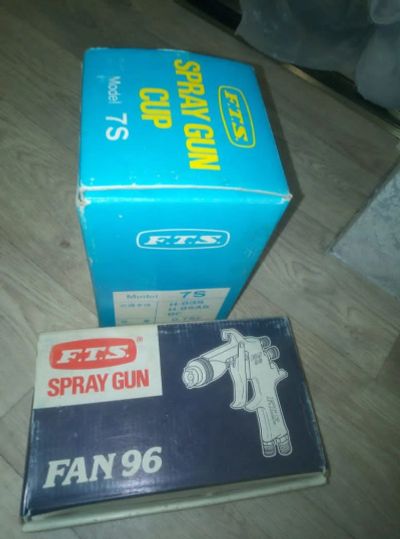 F.T.S.
SPRAY GUN
CUP
Model 7S
F.T.S.
Model 7S
F.T.S.®
SPRAY GUN
FAN 96